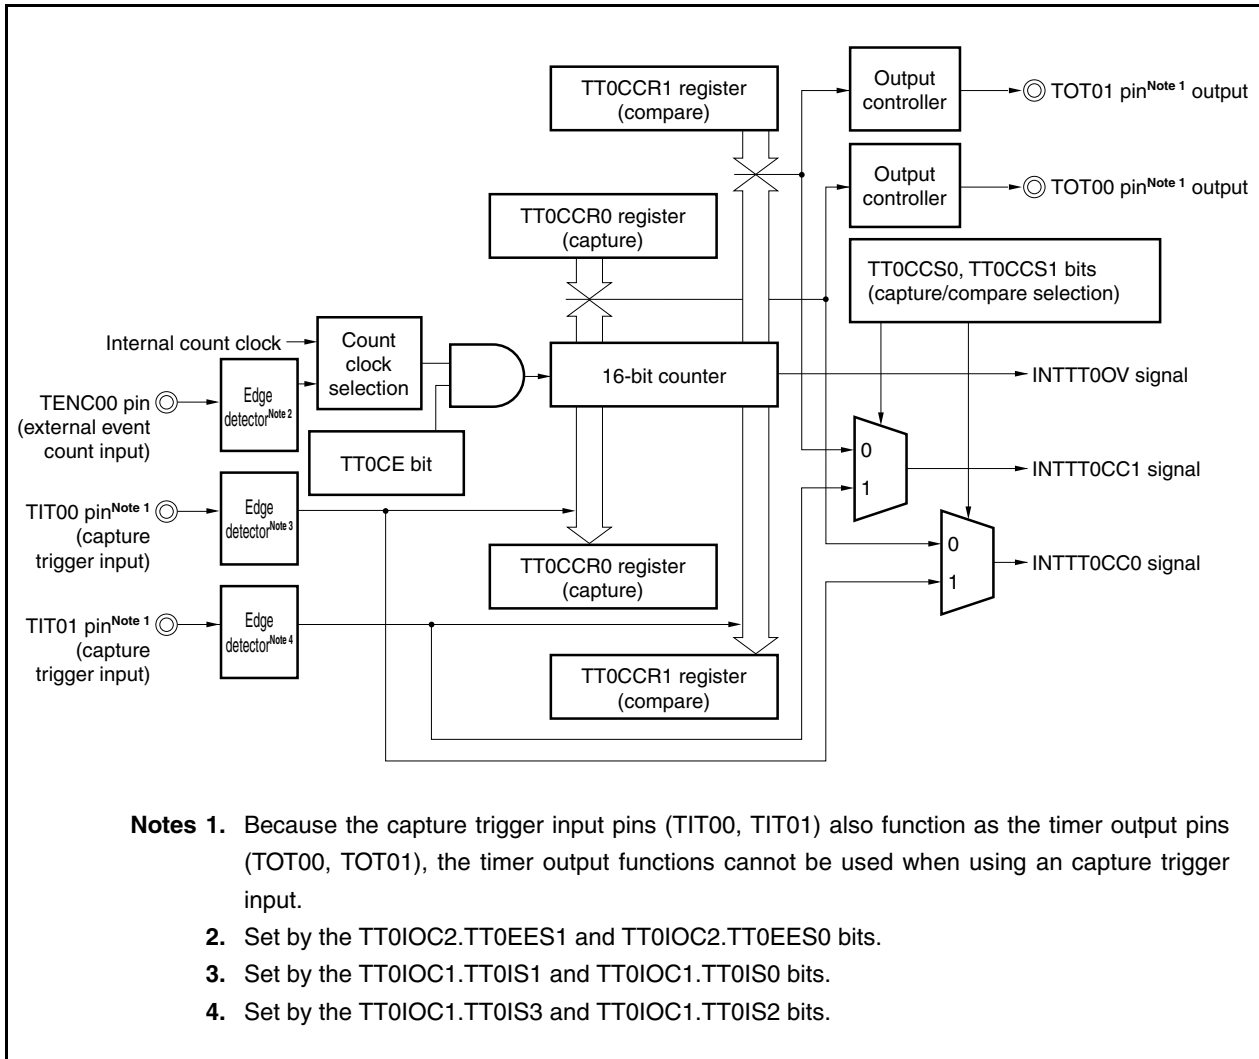 TT0CCR1 register
(compare)
Output
controller
TOT01 pinNote 1 output
Output
controller
TOT00 pinNote 1 output
TT0CCR0 register
(capture)
TT0CCS0, TT0CCS1 bits
(capture/compare selection)
Internal count clock
Count
clock
selection
16-bit counter
INTTT0OV signal
TENC00 pin
(external event
count input)
Edge
detectorNote 2
TT0CE bit
0
1
INTTT0CC1 signal
TIT00 pinNote 1
(capture
trigger input)
Edge
detectorNote 3
TT0CCR0 register
(capture)
0
1
INTTT0CC0 signal
TIT01 pinNote 1
(capture
trigger input)
Edge
detectorNote 4
TT0CCR1 register
(compare)
Notes 1. Because the capture trigger input pins (TIT00, TIT01) also function as the timer output pins
(TOT00, TOT01), the timer output functions cannot be used when using an capture trigger
input.
2. Set by the TT0IOC2.TT0EES1 and TT0IOC2.TT0EES0 bits.
3. Set by the TT0IOC1.TT0IS1 and TT0IOC1.TT0IS0 bits.
4. Set by the TT0IOC1.TT0IS3 and TT0IOC1.TT0IS2 bits.